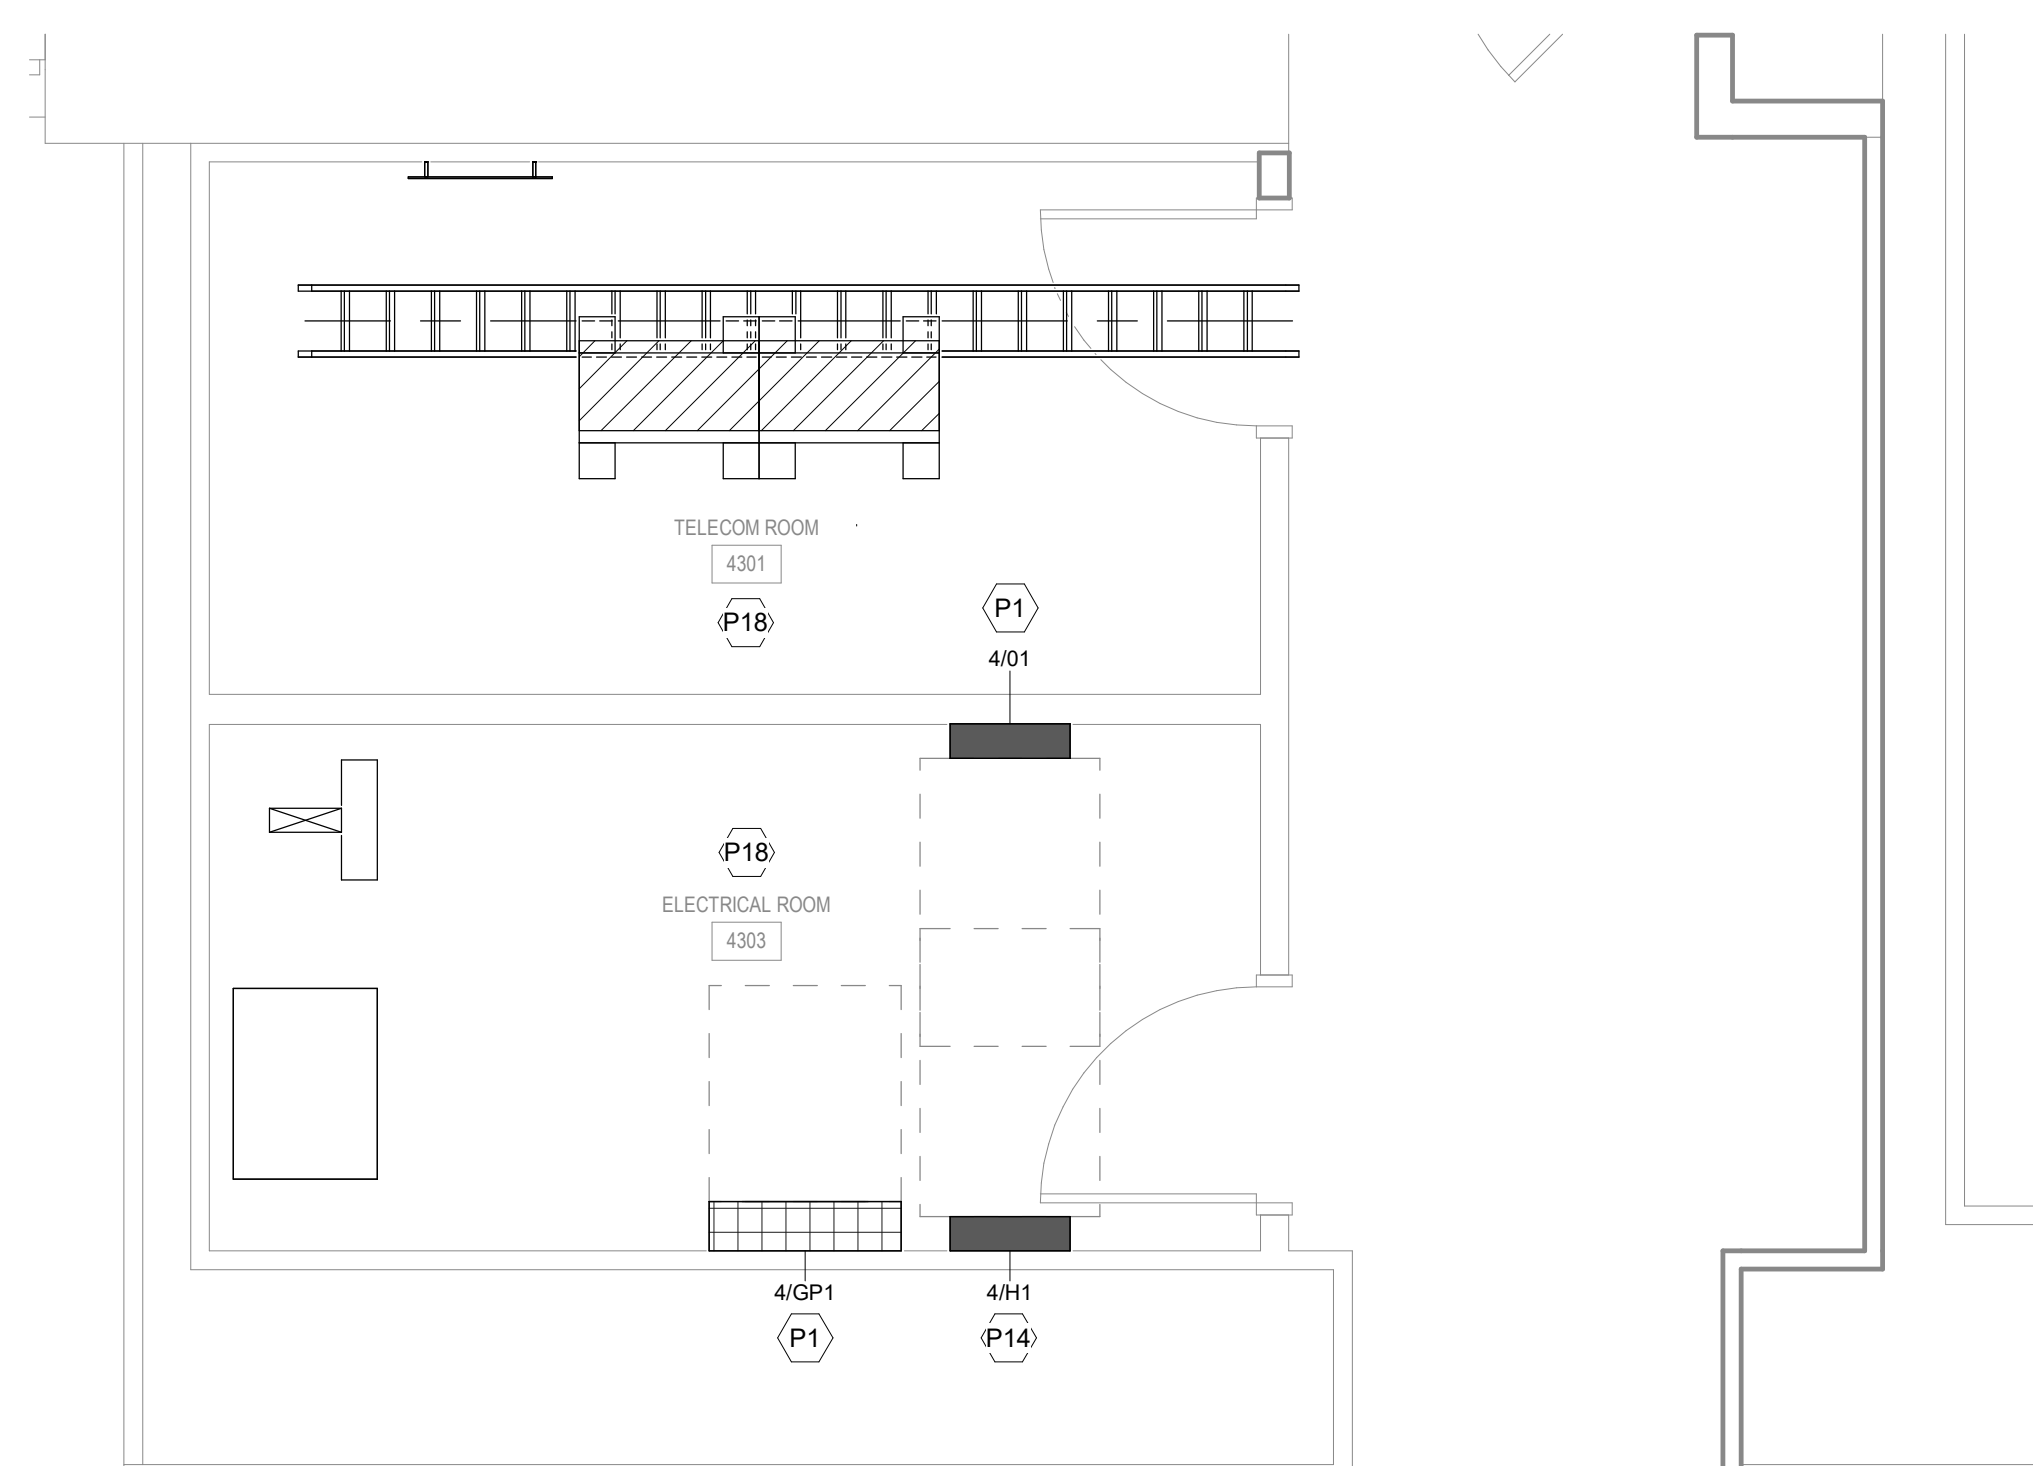 TELECOM ROOM
4301
P18
P1
4/01
P18
ELECTRICAL ROOM
4303
4/GP1
P1
4/H1
P14